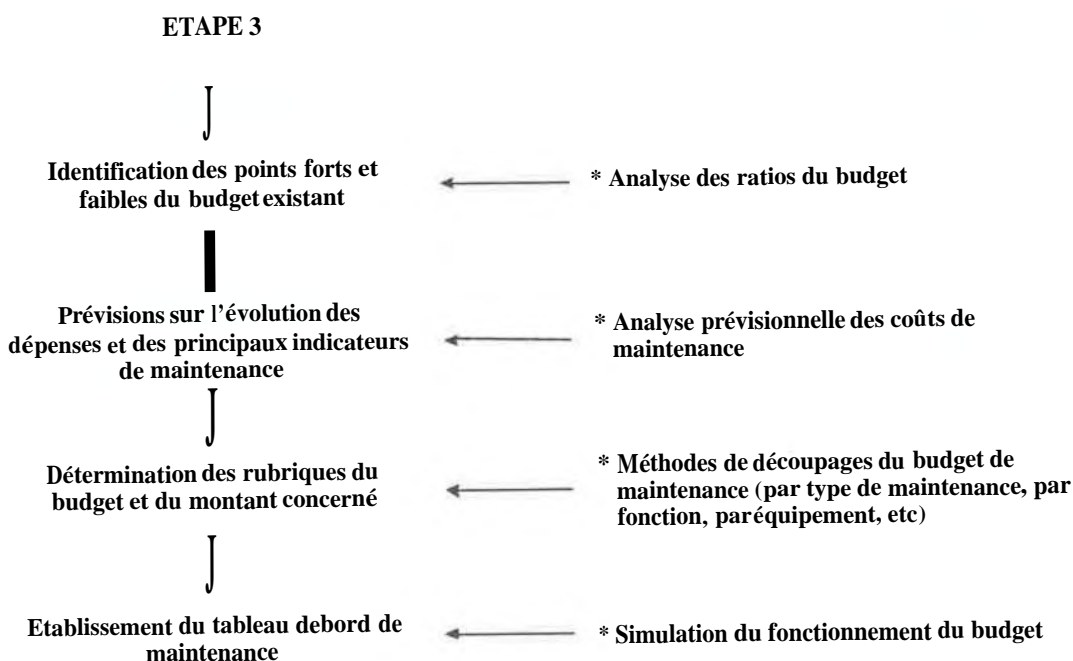 ETAPE 3
Identification des points forts et
faibles du budget existant
* Analyse des ratios du budget
Prévisions sur l’évolution des
dépenses et des principaux indicateurs
de maintenance
* Analyse prévisionnelle des coûts de
maintenance
Détermination des rubriques du
budget et du montant concerné
* Méthodes de découpages du budget de
maintenance (par type de maintenance, par
fonction, par équipement, etc)
Etablissement du tableau debord de
maintenance
* Simulation du fonctionnement du budget